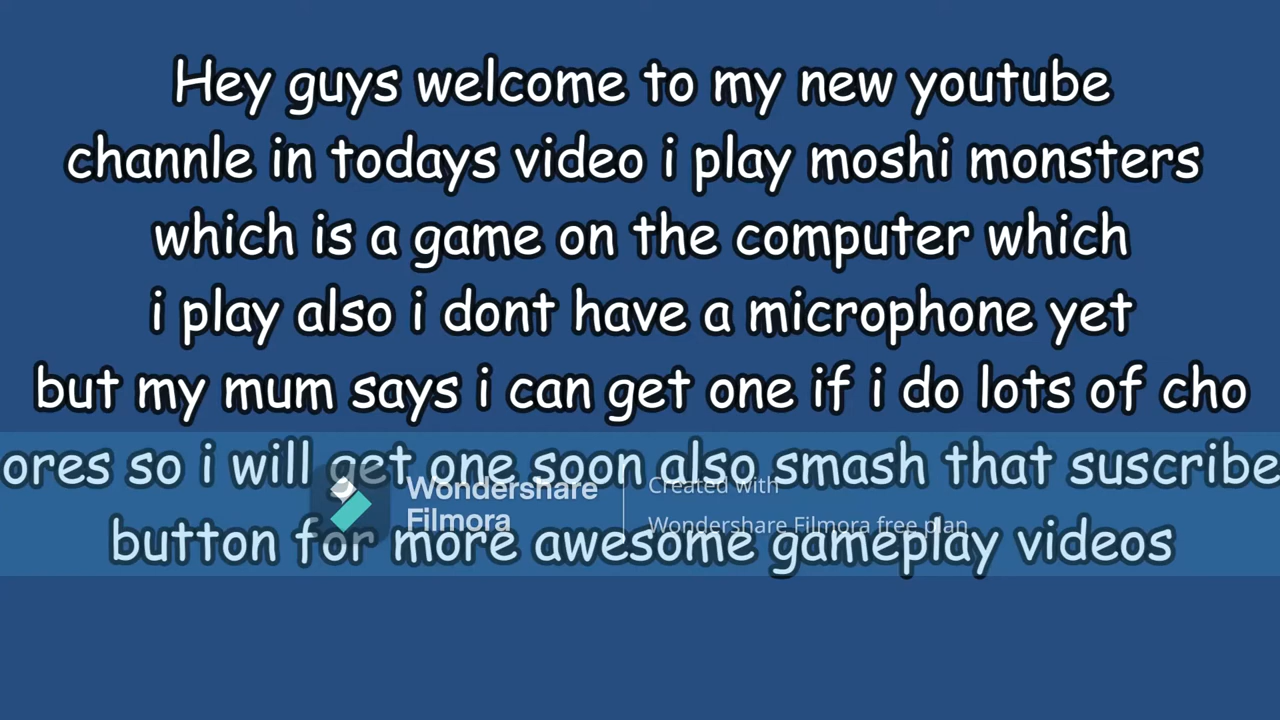 Hey guys welcome to my new youtube
channle in todays video i play moshi monsters
which is a game on the computer which
i play also i dont have a microphone yet
but my mum says i can get one if i do lots of cho
ores so i will get one soon also smash that suscribe
button for more awesome gameplay videos
Wondershare
Filmora
Created with
Wondershare Filmora free plan